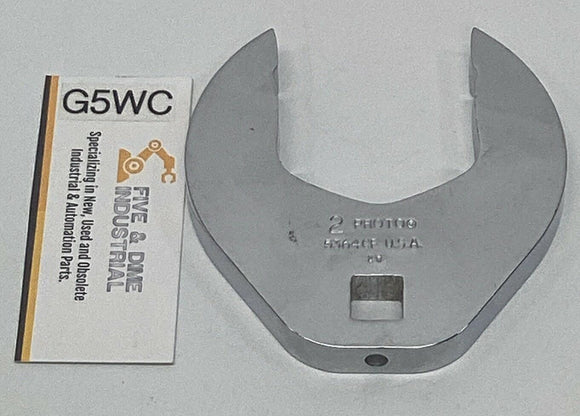 G5WC
FIVE & DIME
INDUSTRIAL
Specializing in New, Used and Obsolete
Industrial & Automation Parts.
2 PROTO®
U.S.A.